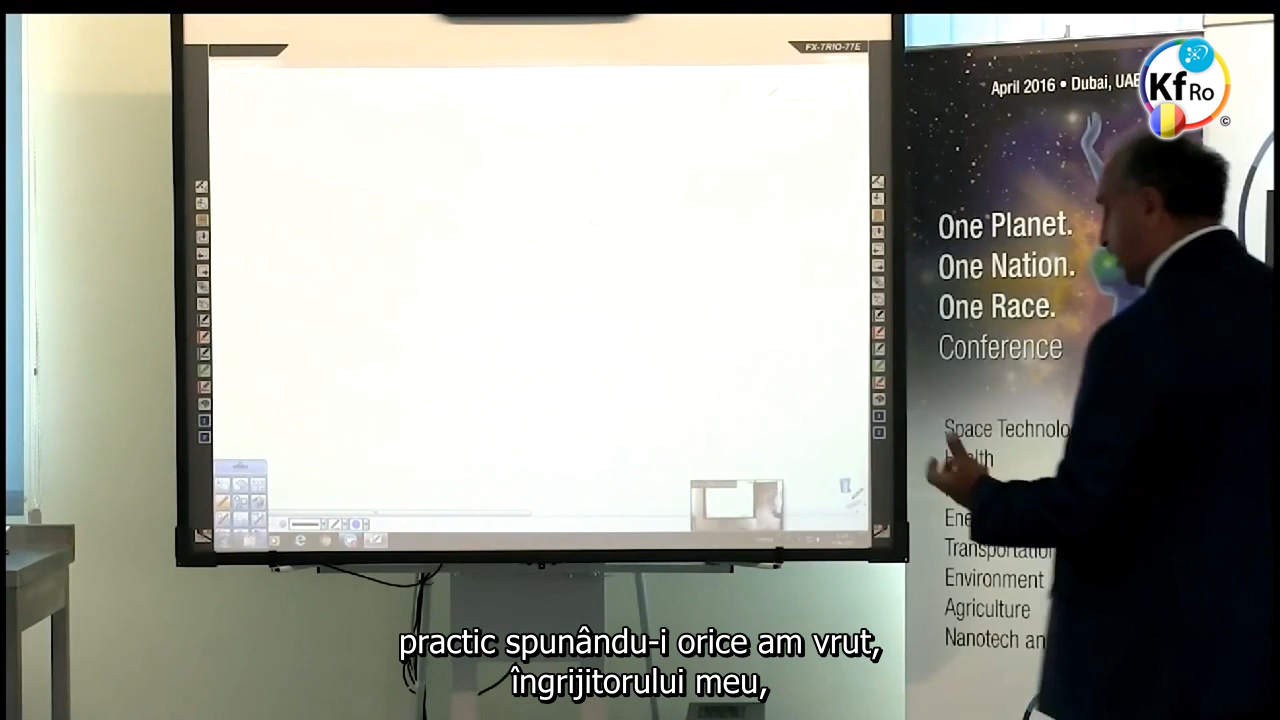 FX-TRIO-77E
April 2016 • Dubai, UAE
Kf Ro
©
One Planet.
One Nation.
One Race.
Conference
Space Technolo
Health
Ene
Transportation
Environment
Agriculture
Nanotech an
practic spunându-i orice am vrut,
îngrijitorului meu,